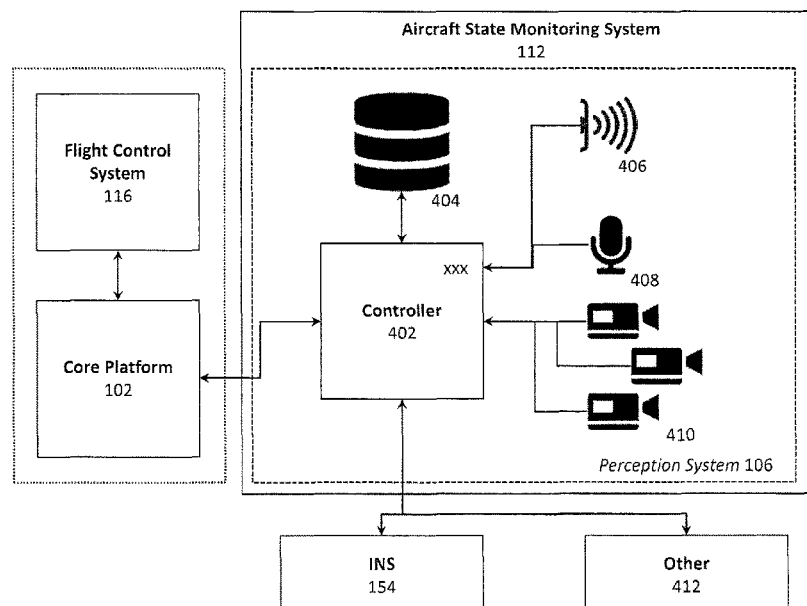 Aircraft State Monitoring System
112
Flight Control
System
116
404
406
408
xxx
Controller
402
Core Platform
102
410
Perception System 106
INS
154
Other
412